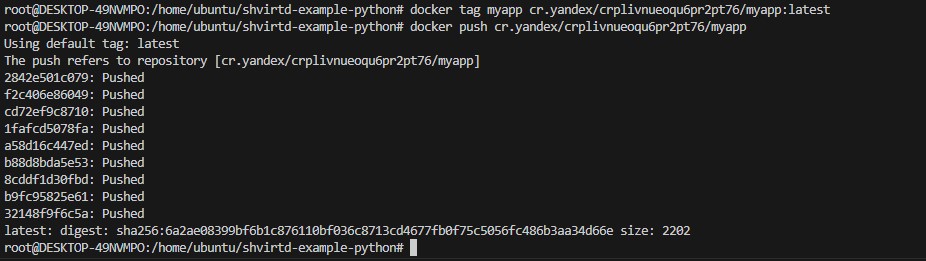 root@DESKTOP-49NVMPO:/home/ubuntu/shvirtd-example-python# docker tag myapp cr.yandex/crplivnueoqu6pr2pt76/myapp:latest
root@DESKTOP-49NVMPO:/home/ubuntu/shvirtd-example-python# docker push cr.yandex/crplivnueoqu6pr2pt76/myapp
Using default tag: latest
The push refers to repository [cr.yandex/crplivnueoqu6pr2pt76/myapp]
2842e501c079: Pushed
f2c406e86049: Pushed
cd72ef9c8710: Pushed
1fafcd5078fa: Pushed
a58d16c447ed: Pushed
b88d8bda5e53: Pushed
8cddf1d30fbd: Pushed
b9fc95825e61: Pushed
32148f9f6c5a: Pushed
latest: digest: sha256:6a2ae08399bf6b1c876110bf036c8713cd4677fb0f75c5056fc486b3aa34d66e size: 2202
root@DESKTOP-49NVMPO:/home/ubuntu/shvirtd-example-python#